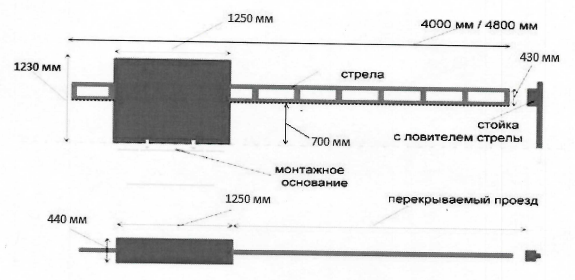 1250 мм
4000 мм / 4800 мм
1230 мм
430 мм
стрела
700 мм
стойка
с ловителем стрелы
монтажное
основание
1250 мм
перекрываемый проезд
440 мм